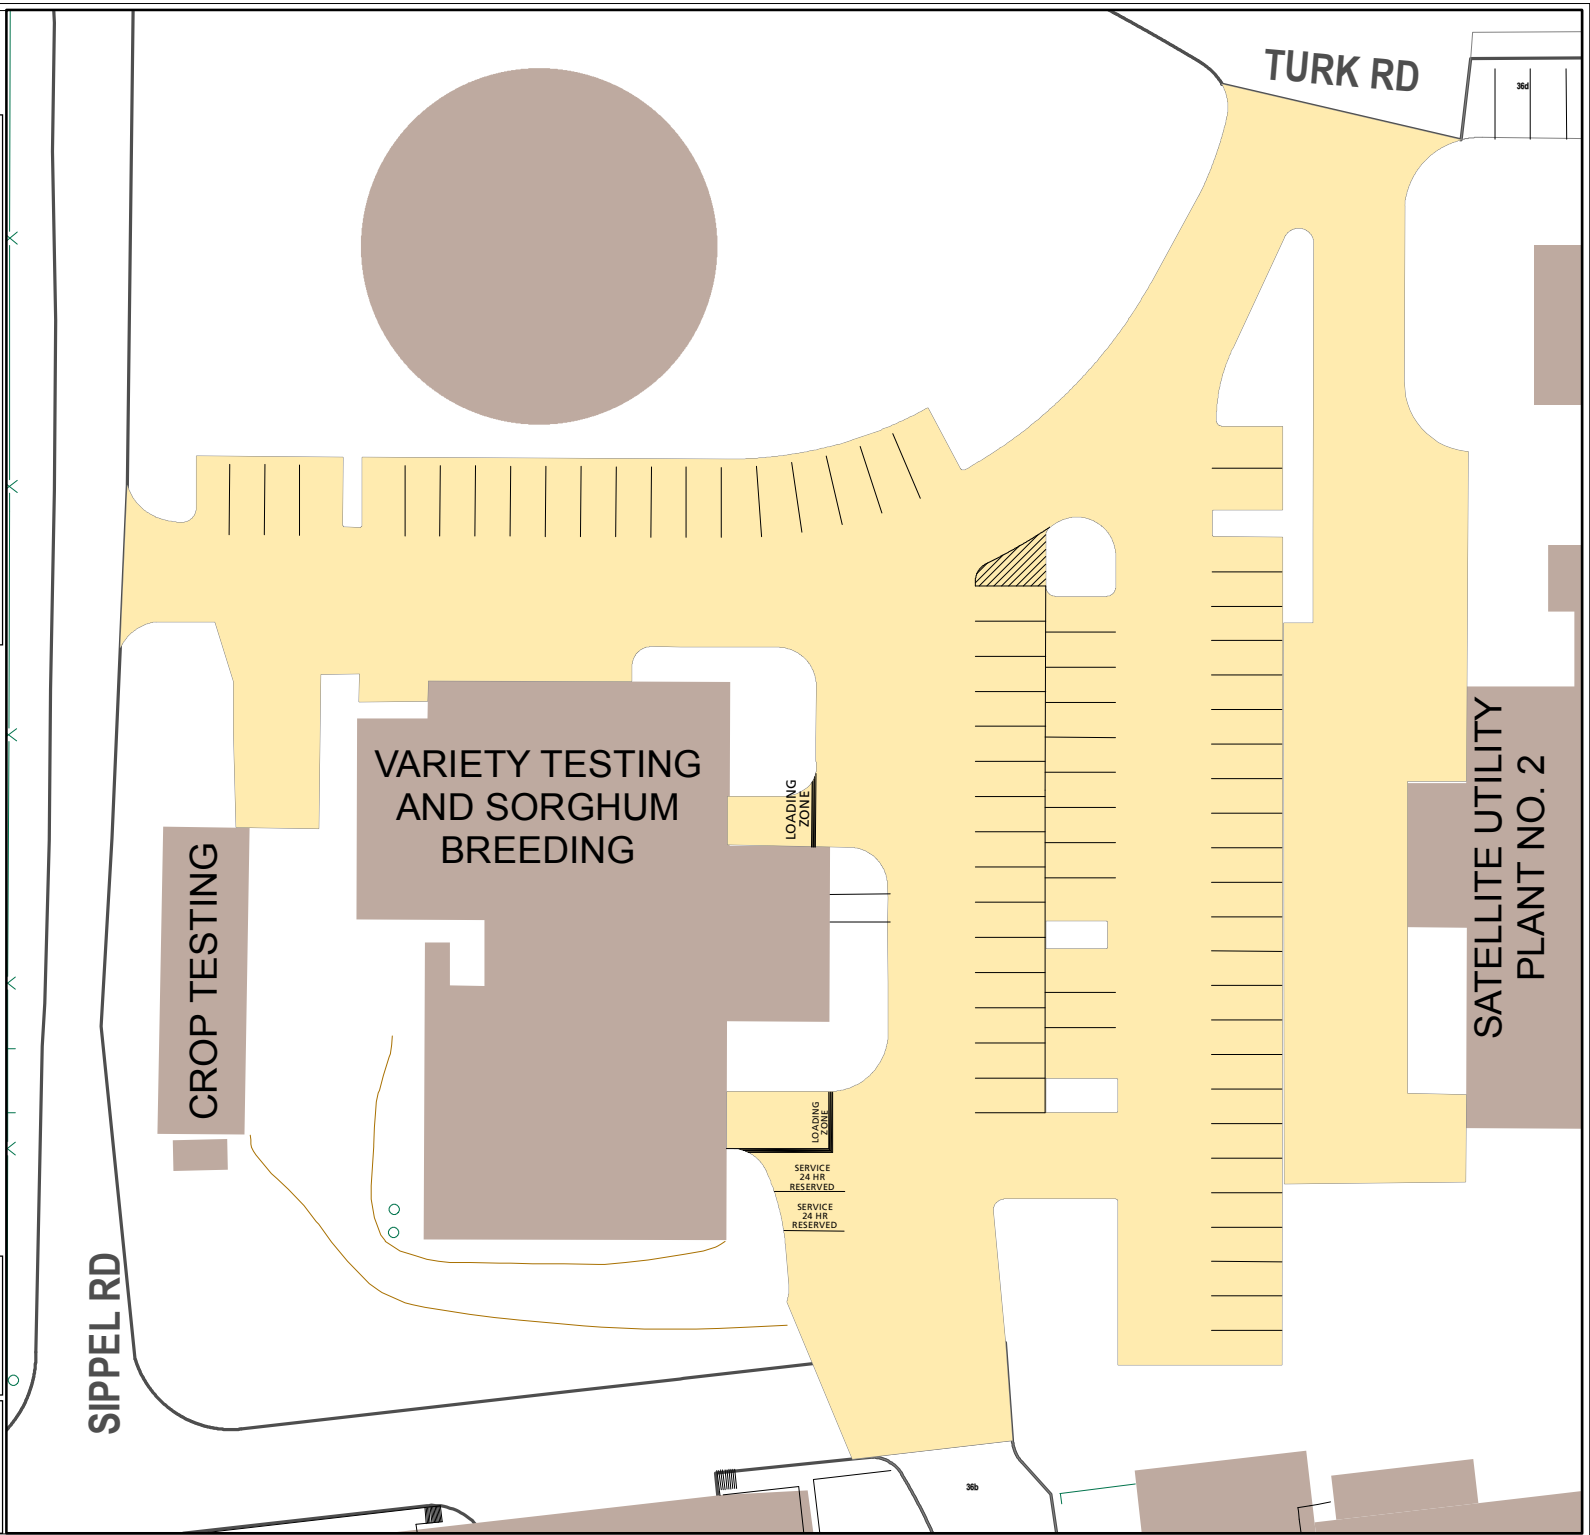 TURK RD
36d
VARIETY TESTING
AND SORGHUM
BREEDING
LOADING
ZONE
CROP TESTING
SATELLITE UTILITY
PLANT NO. 2
LOADING
ZONE
SERVICE
24 HR
RESERVED
SERVICE
24 HR
RESERVED
SIPPEL RD
36b